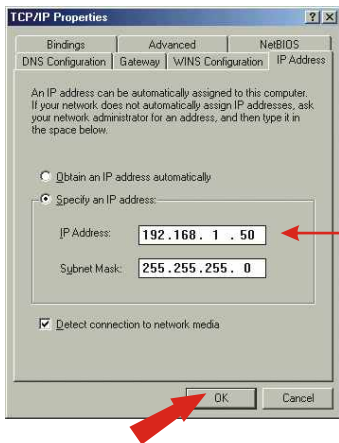 TCP/IP Properties
Bindings Advanced NetBIOS
DNS Configuration Gateway WINS Configuration IP Address
An IP address can be automatically assigned to this computer.
If your network does not automatically assign IP addresses, ask
your network administrator for an address, and then type it in
the space below.
Obtain an IP address automatically
Specify an IP address:
IP Address: 192.168. 1 .50
Subnet Mask: 255.255.255. 0
Detect connection to network media
OK Cancel